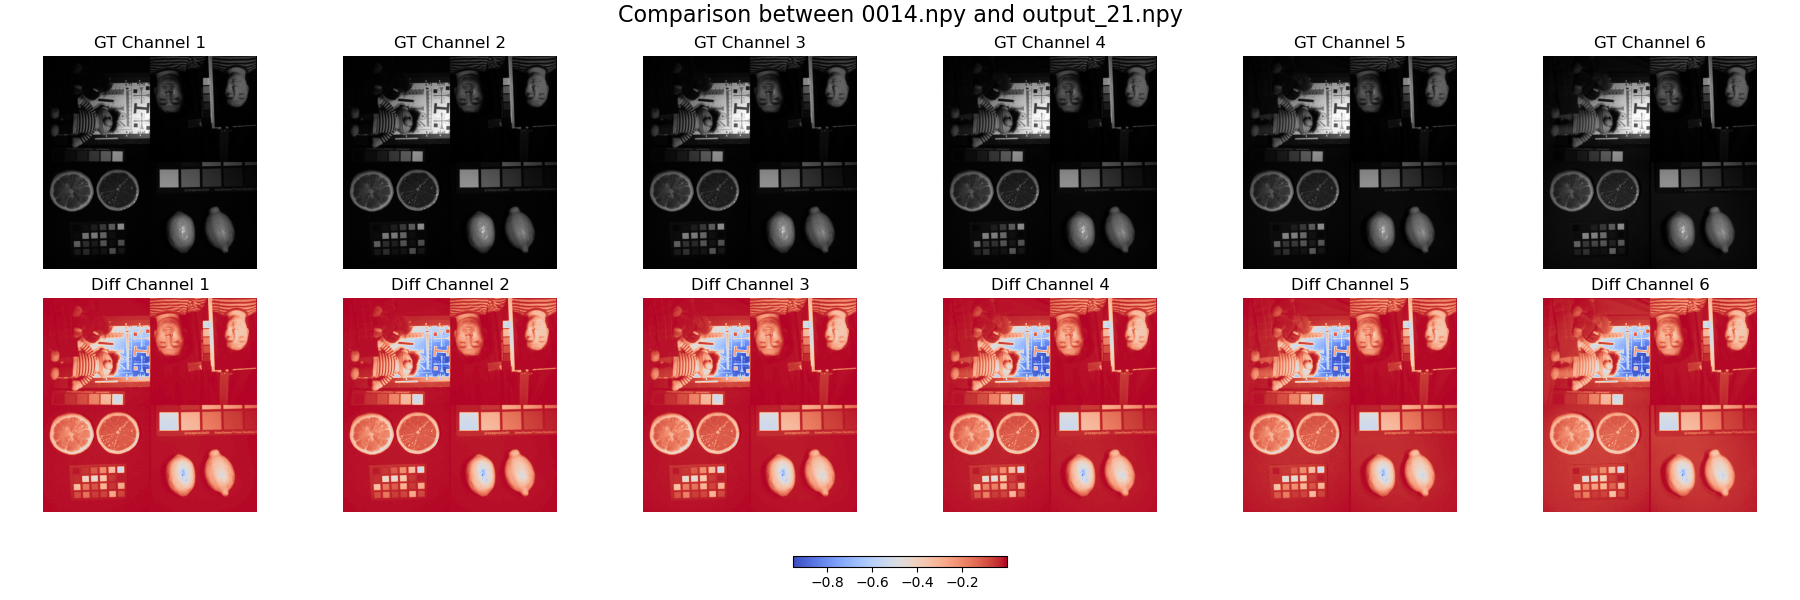 Comparison between 0014.npy and output_21.npy
GT Channel 1
GT Channel 2
GT Channel 3
GT Channel 4
GT Channel 5
GT Channel 6
Diff Channel 1
Diff Channel 2
Diff Channel 3
Diff Channel 4
Diff Channel 5
Diff Channel 6
−0.8 −0.6 −0.4 −0.2